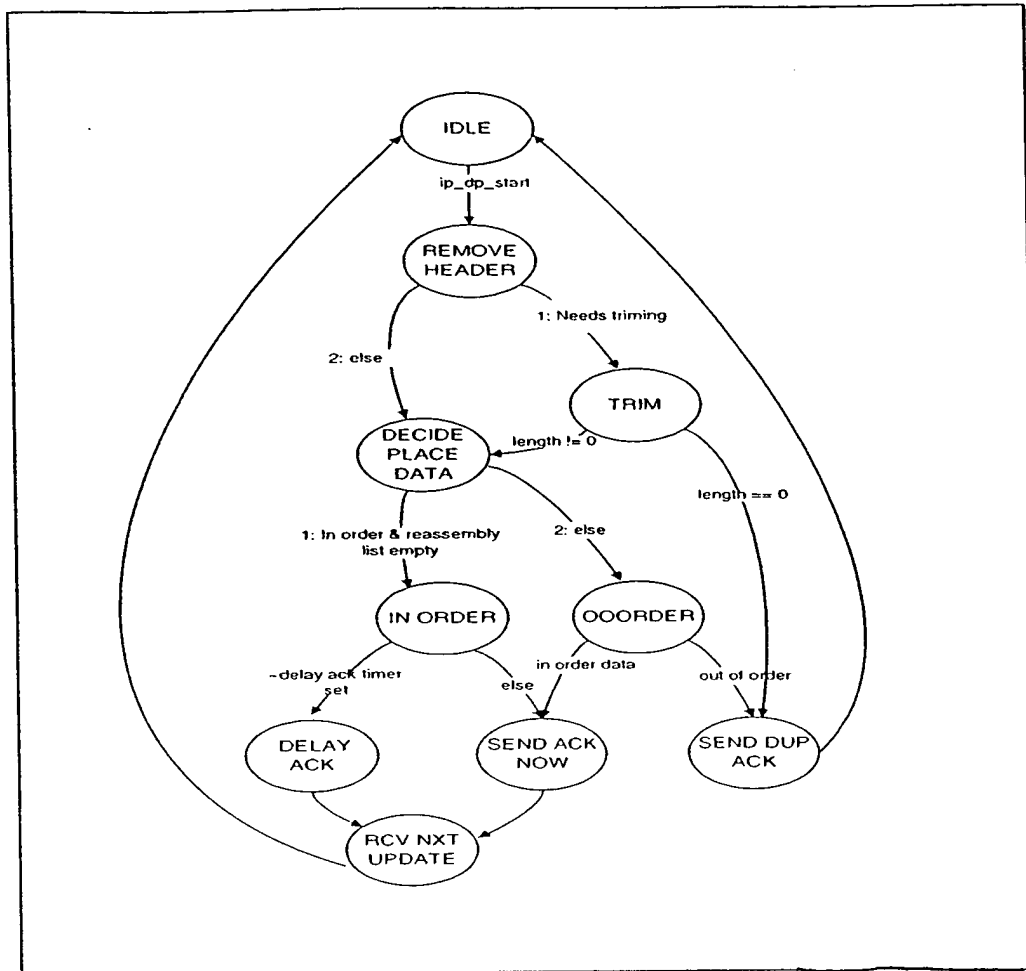 IDLE
ip_dp_start
REMOVE
HEADER
1: Needs triming
2: else
TRIM
DECIDE
PLACE
DATA
length != 0
length == 0
1: In order & reassembly
list empty
2: else
IN ORDER
OOORDER
~delay ack timer
set
else
in order data
out of order
DELAY
ACK
SEND ACK
NOW
SEND DUP
ACK
RCV NXT
UPDATE